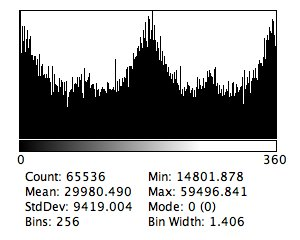 0 360
Count: 65536 Min: 14801.878
Mean: 29980.490 Max: 59496.841
StdDev: 9419.004 Mode: 0 (0)
Bins: 256 Bin Width: 1.406